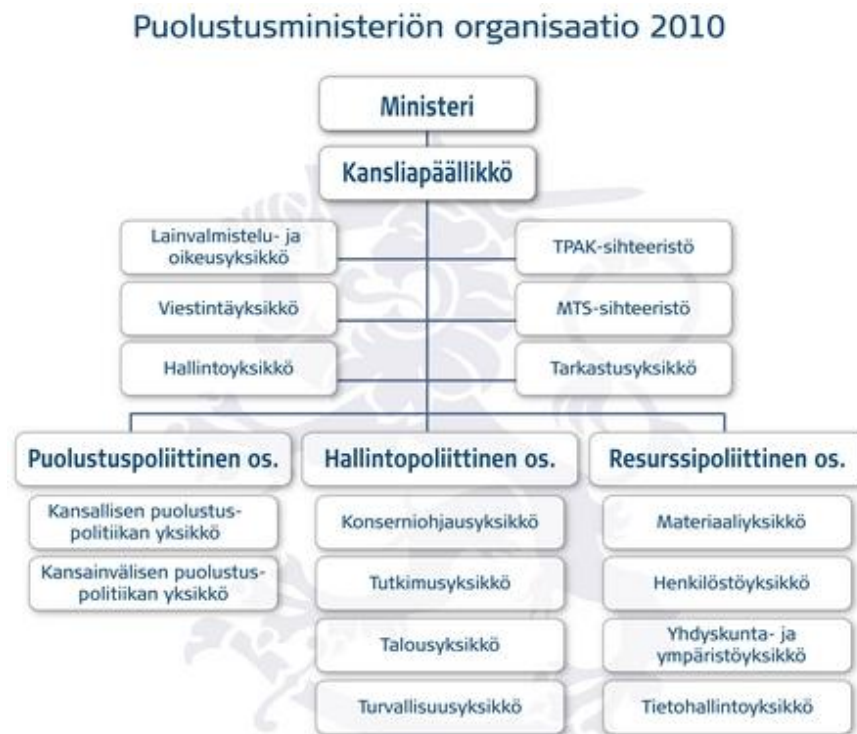 Puolustusministeriön organisaatio 2010
Ministeri
Kansliapäällikkö
Lainvalmistelu- ja
oikeusyksikkö
TPAK-sihteeristö
Viestintäyksikkö
MTS-sihteeristö
Hallintoyksikkö
Tarkastusyksikkö
Puolustuspoliittinen os.
Hallintopoliittinen os.
Resurssipoliittinen os.
Kansallisen puolustus-
politiikan yksikkö
Konserniohjausyksikkö
Materiaaliyksikkö
Kansainvälisen puolustus-
politiikan yksikkö
Tutkimusyksikkö
Henkilöstöyksikkö
Talousyksikkö
Yhdyskunta- ja
ympäristöyksikkö
Turvallisuusyksikkö
Tietohallintoyksikkö